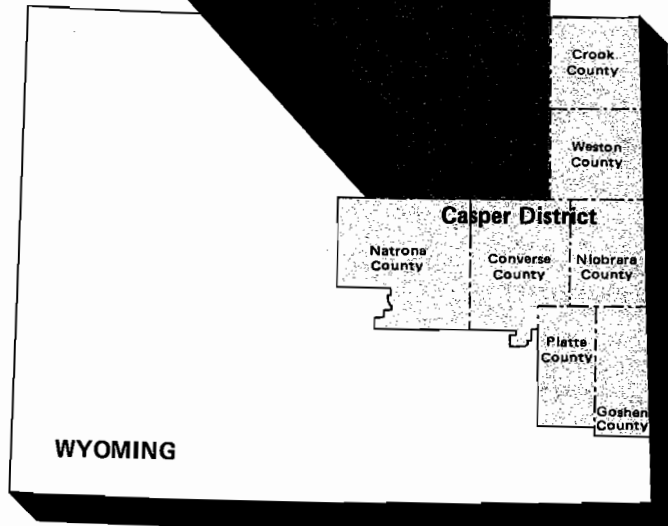 Crook
County
Weston
County
Casper District
Natrona
County
Converse
County
Niobrara
County
Platte
County
Goshen
County
WYOMING